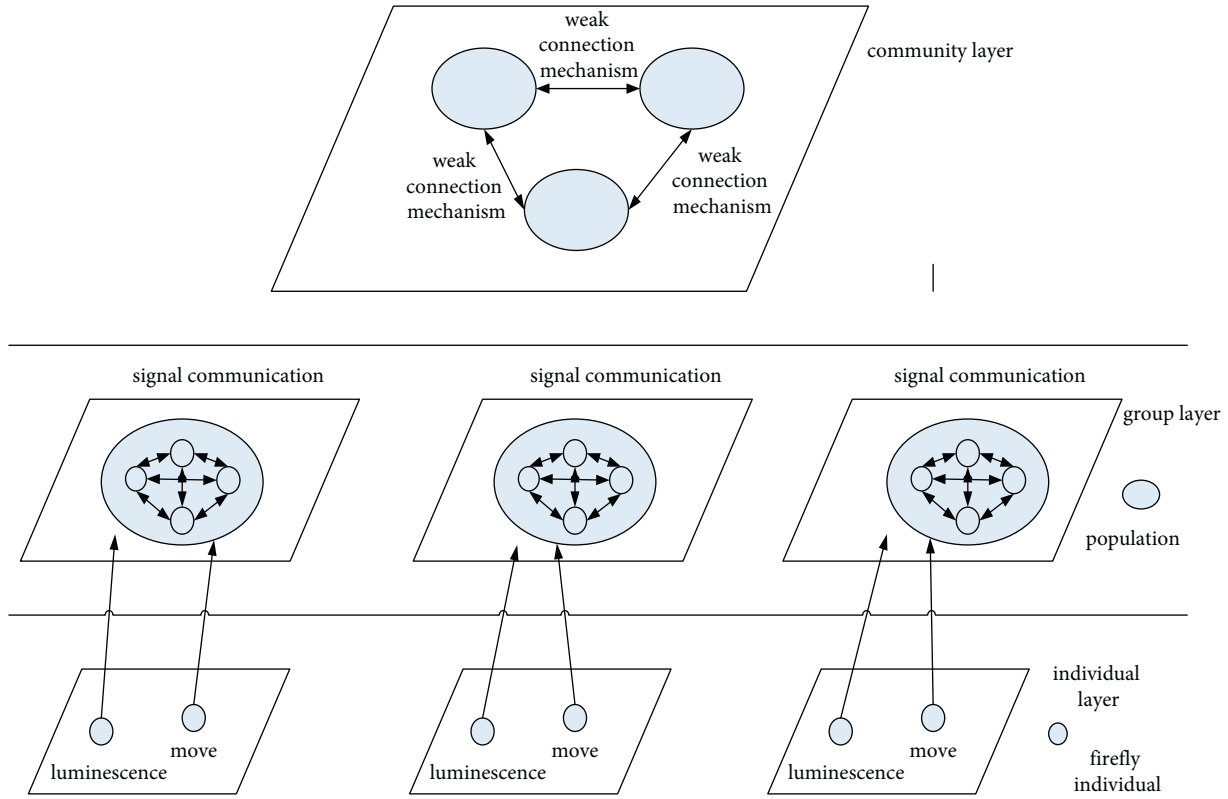 weak
connection
mechanism
community layer
weak
connection
mechanism
weak
connection
mechanism
signal communication
signal communication
signal communication
group layer
population
individual
layer
move
luminescence
move
luminescence
move
luminescence
firefly
individual